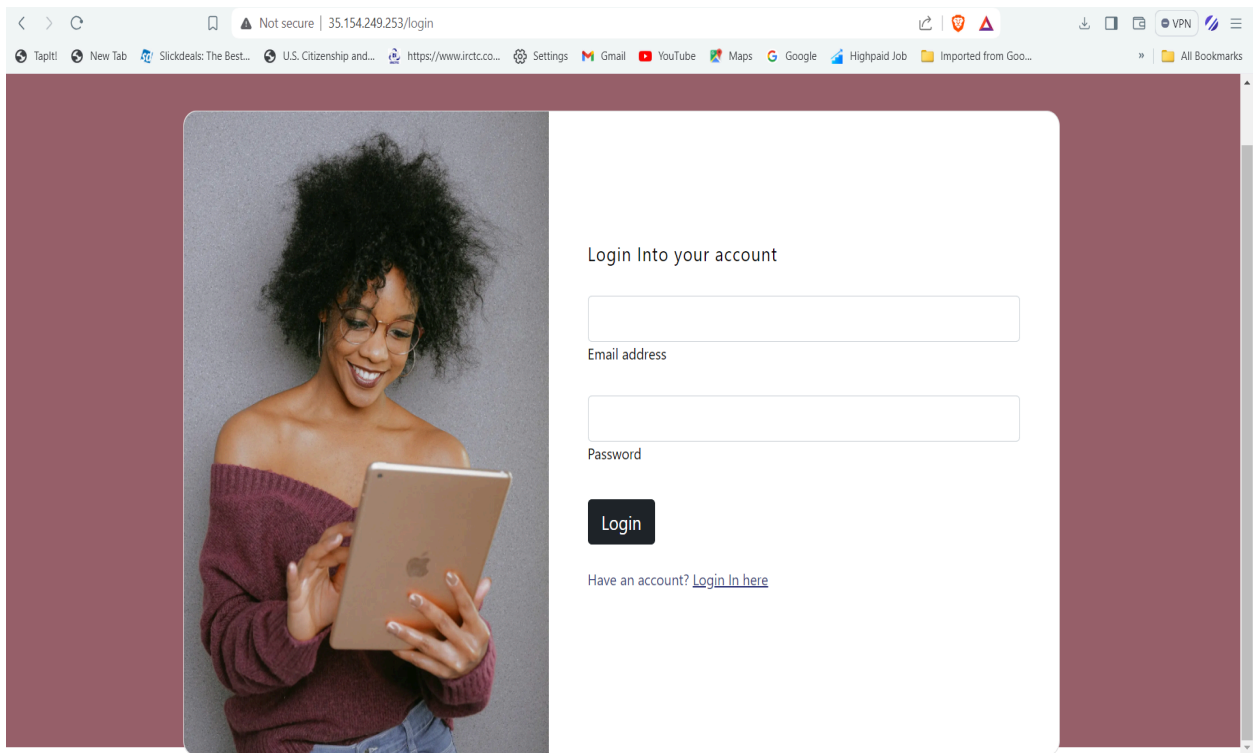 Not secure | 35.154.249.253/login
VPN
TapIt! New Tab Slickdeals: The Best... U.S. Citizenship and... https://www.irctc.co... Settings Gmail YouTube Maps Google Highpaid Job Imported from Goo... » All Bookmarks
Login Into your account
Email address
Password
Login
Have an account? Login In here